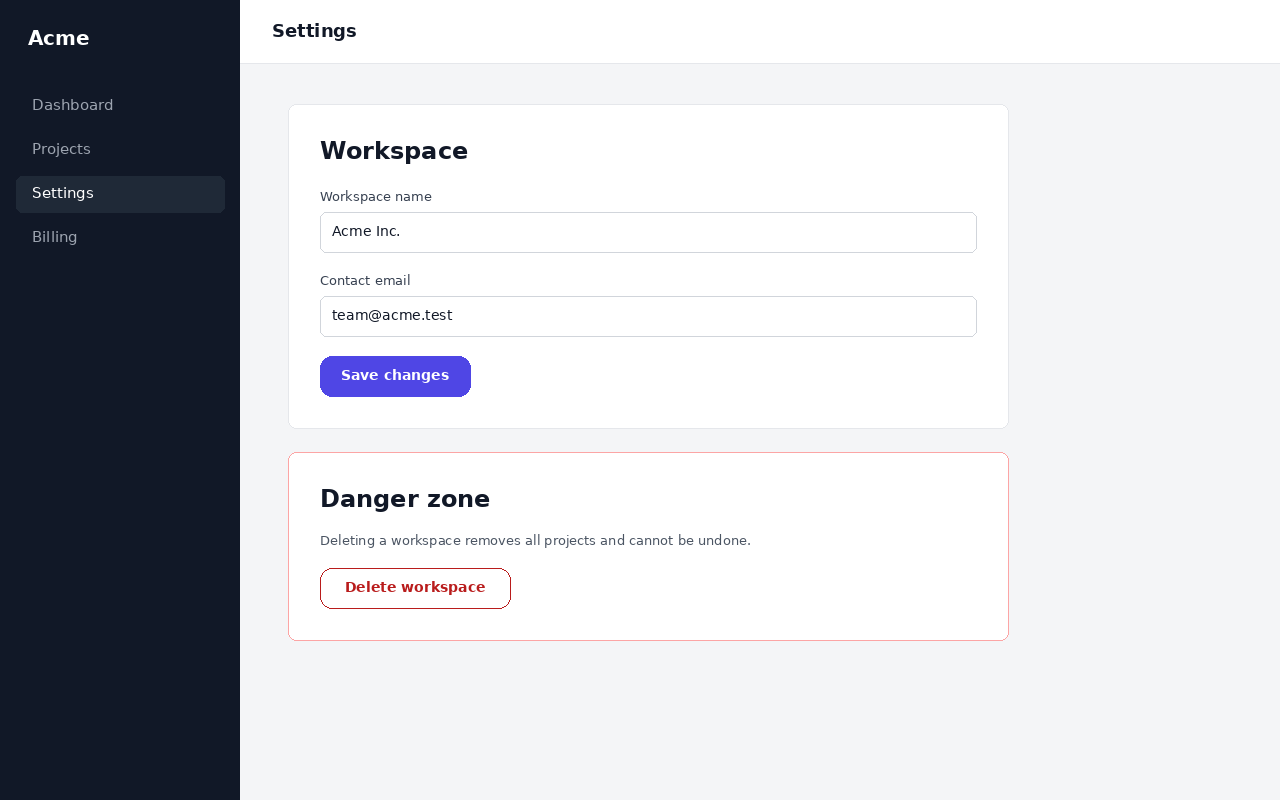 Acme
Dashboard
Projects
Settings
Billing
Settings
Workspace
Workspace name
Acme Inc.
Contact email
team@acme.test
Save changes
Danger zone
Deleting a workspace removes all projects and cannot be undone.
Delete workspace